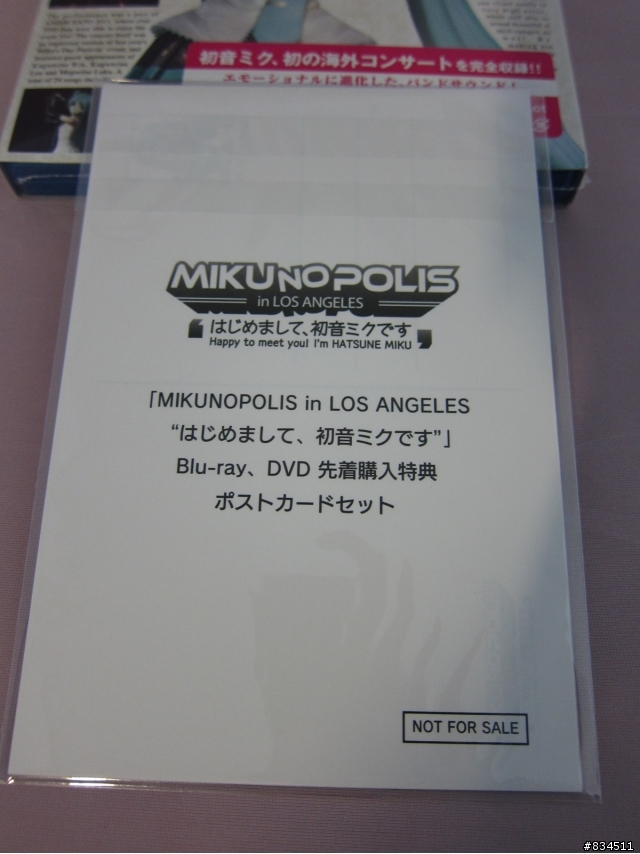 初音ミク、初の海外コンサートを完全収録!!
エモーショナルに進化した、バンドサウンド!
MIKUNOPOLIS
in LOS ANGELES
はじめまして、初音ミクです
Happy to meet you! I'm HATSUNE MIKU
「MIKUNOPOLIS in LOS ANGELES
“はじめまして、初音ミクです”」
Blu-ray、DVD 先着購入特典
ポストカードセット
NOT FOR SALE
#834511